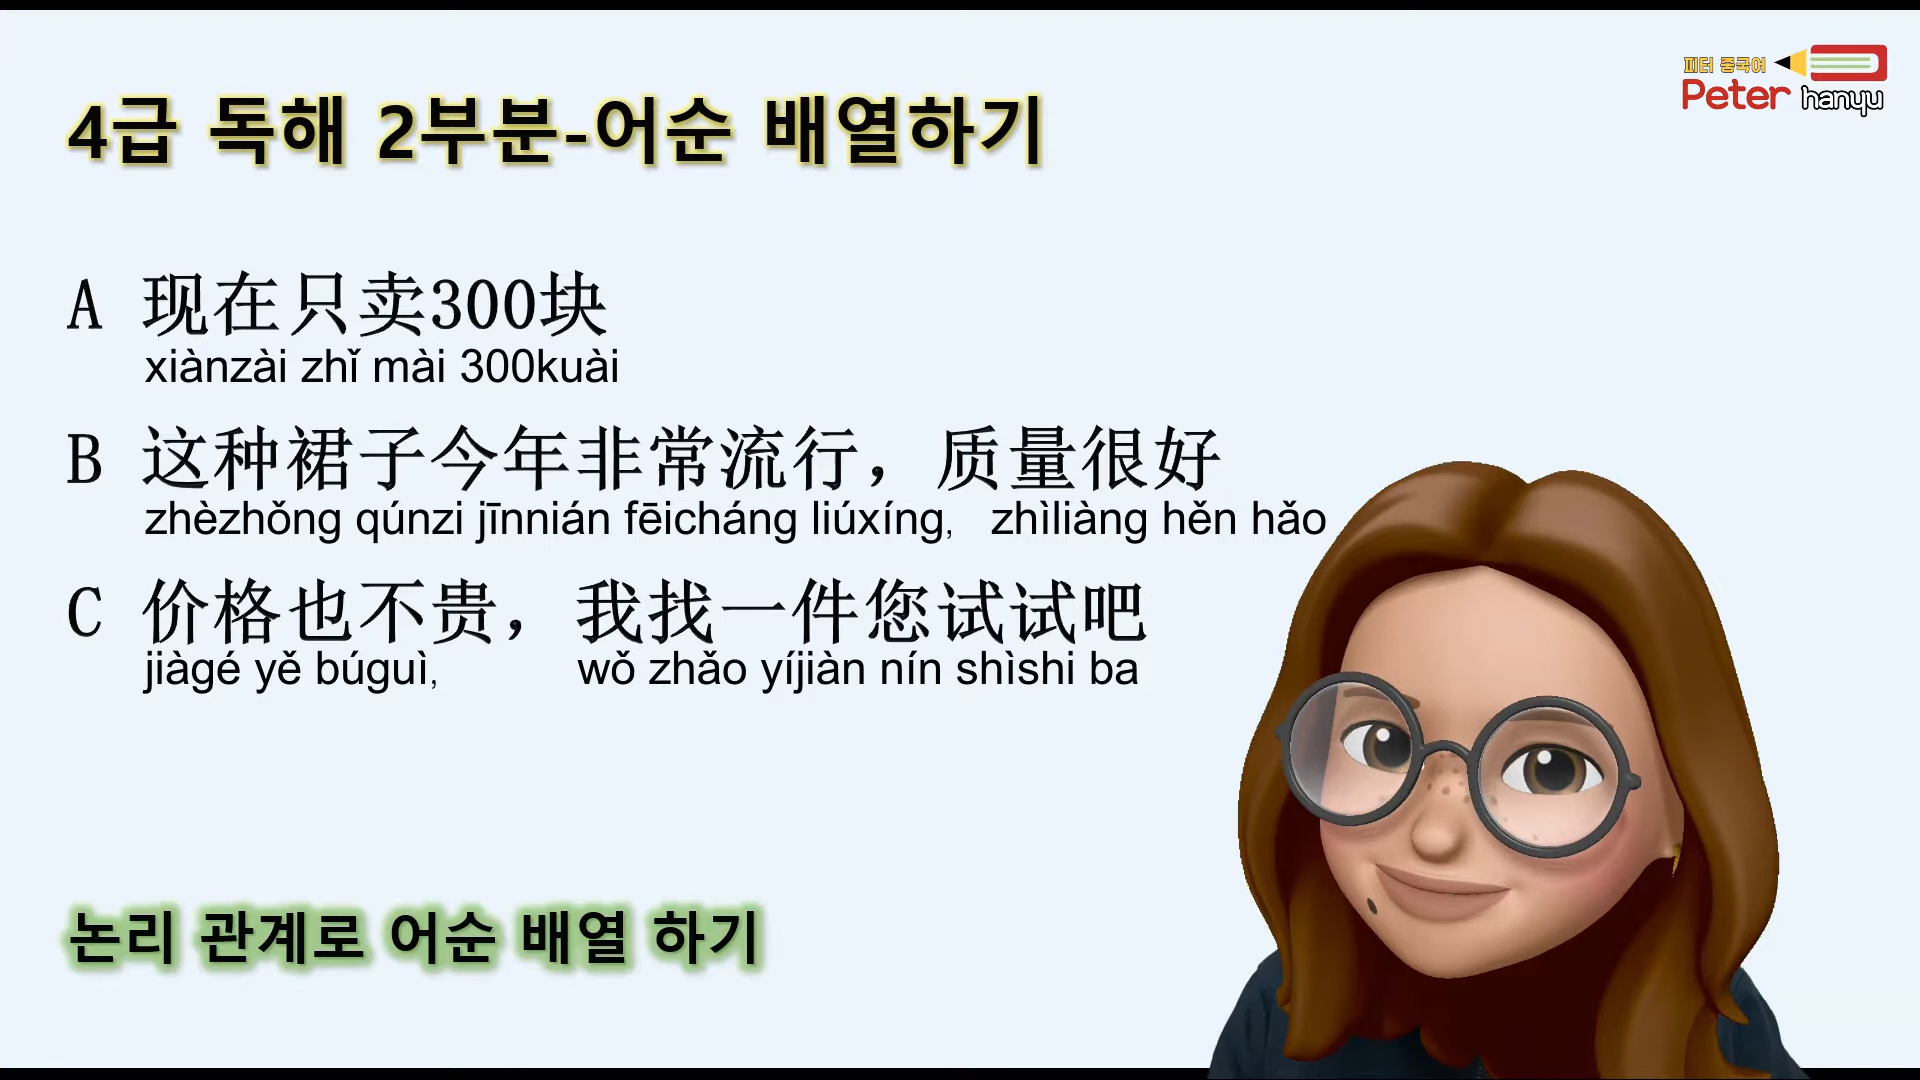 피터 중국어
Peter hanyu
4급 독해 2부분-어순 배열하기
A 现在只卖300块
xiànzài zhǐ mài 300kuài
B 这种裙子今年非常流行，质量很好
zhèzhǒng qúnzi jīnnián fēicháng liúxíng, zhìliàng hěn hǎo
C 价格也不贵，我找一件您试试吧
jiàgé yě búguì, wǒ zhǎo yíjiàn nín shìshi ba
논리 관계로 어순 배열 하기